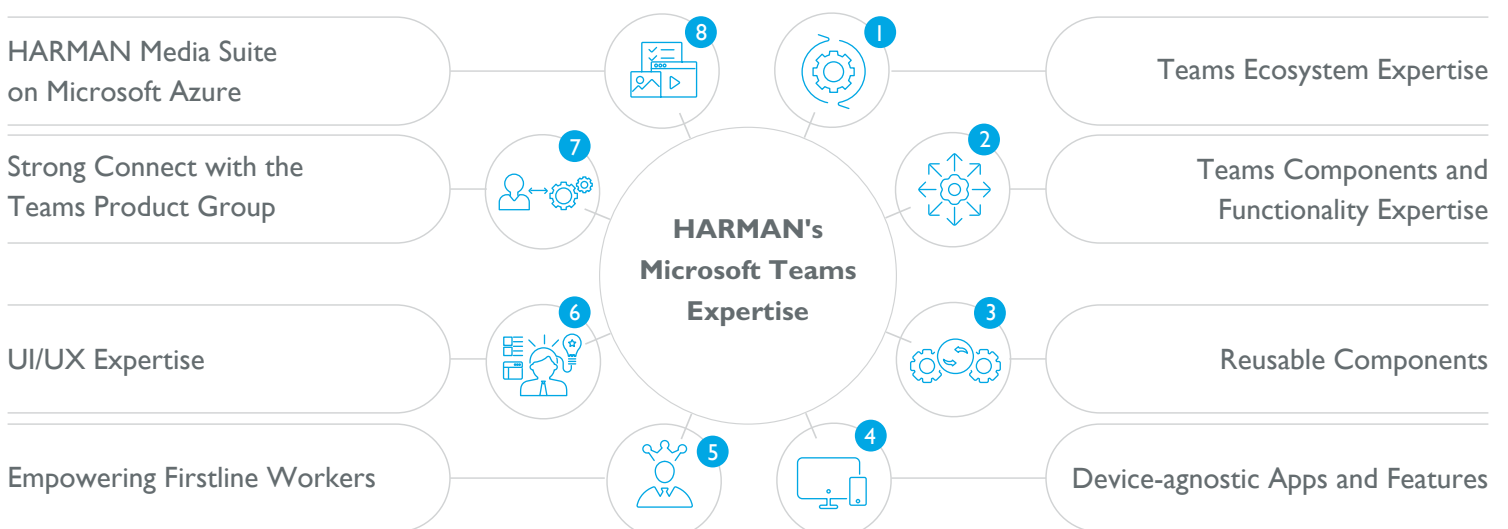 HARMAN's
Microsoft Teams
Expertise
1
Teams Ecosystem Expertise
2
Teams Components and
Functionality Expertise
3
Reusable Components
4
Device-agnostic Apps and Features
5
Empowering Firstline Workers
6
UI/UX Expertise
7
Strong Connect with the
Teams Product Group
8
HARMAN Media Suite
on Microsoft Azure